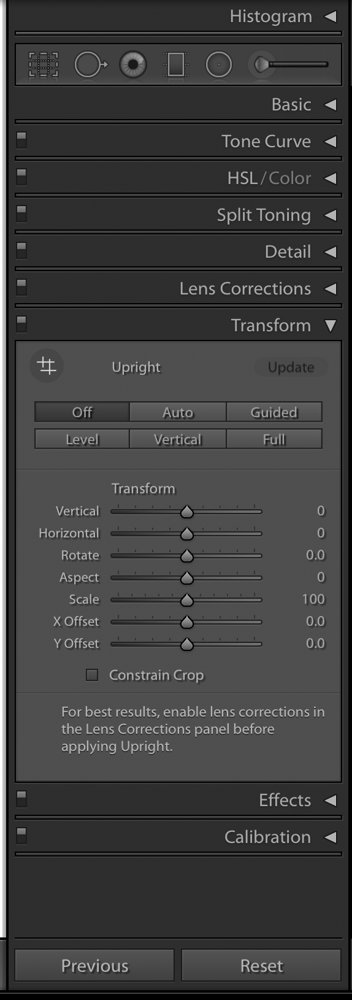 Histogram
Basic
Tone Curve
HSL / Color
Split Toning
Detail
Lens Corrections
Transform
Upright Update
Off Auto Guided
Level Vertical Full
Transform
Vertical 0
Horizontal 0
Rotate 0.0
Aspect 0
Scale 100
X Offset 0.0
Y Offset 0.0
Constrain Crop
For best results, enable lens corrections in
the Lens Corrections panel before
applying Upright.
Effects
Calibration
Previous Reset